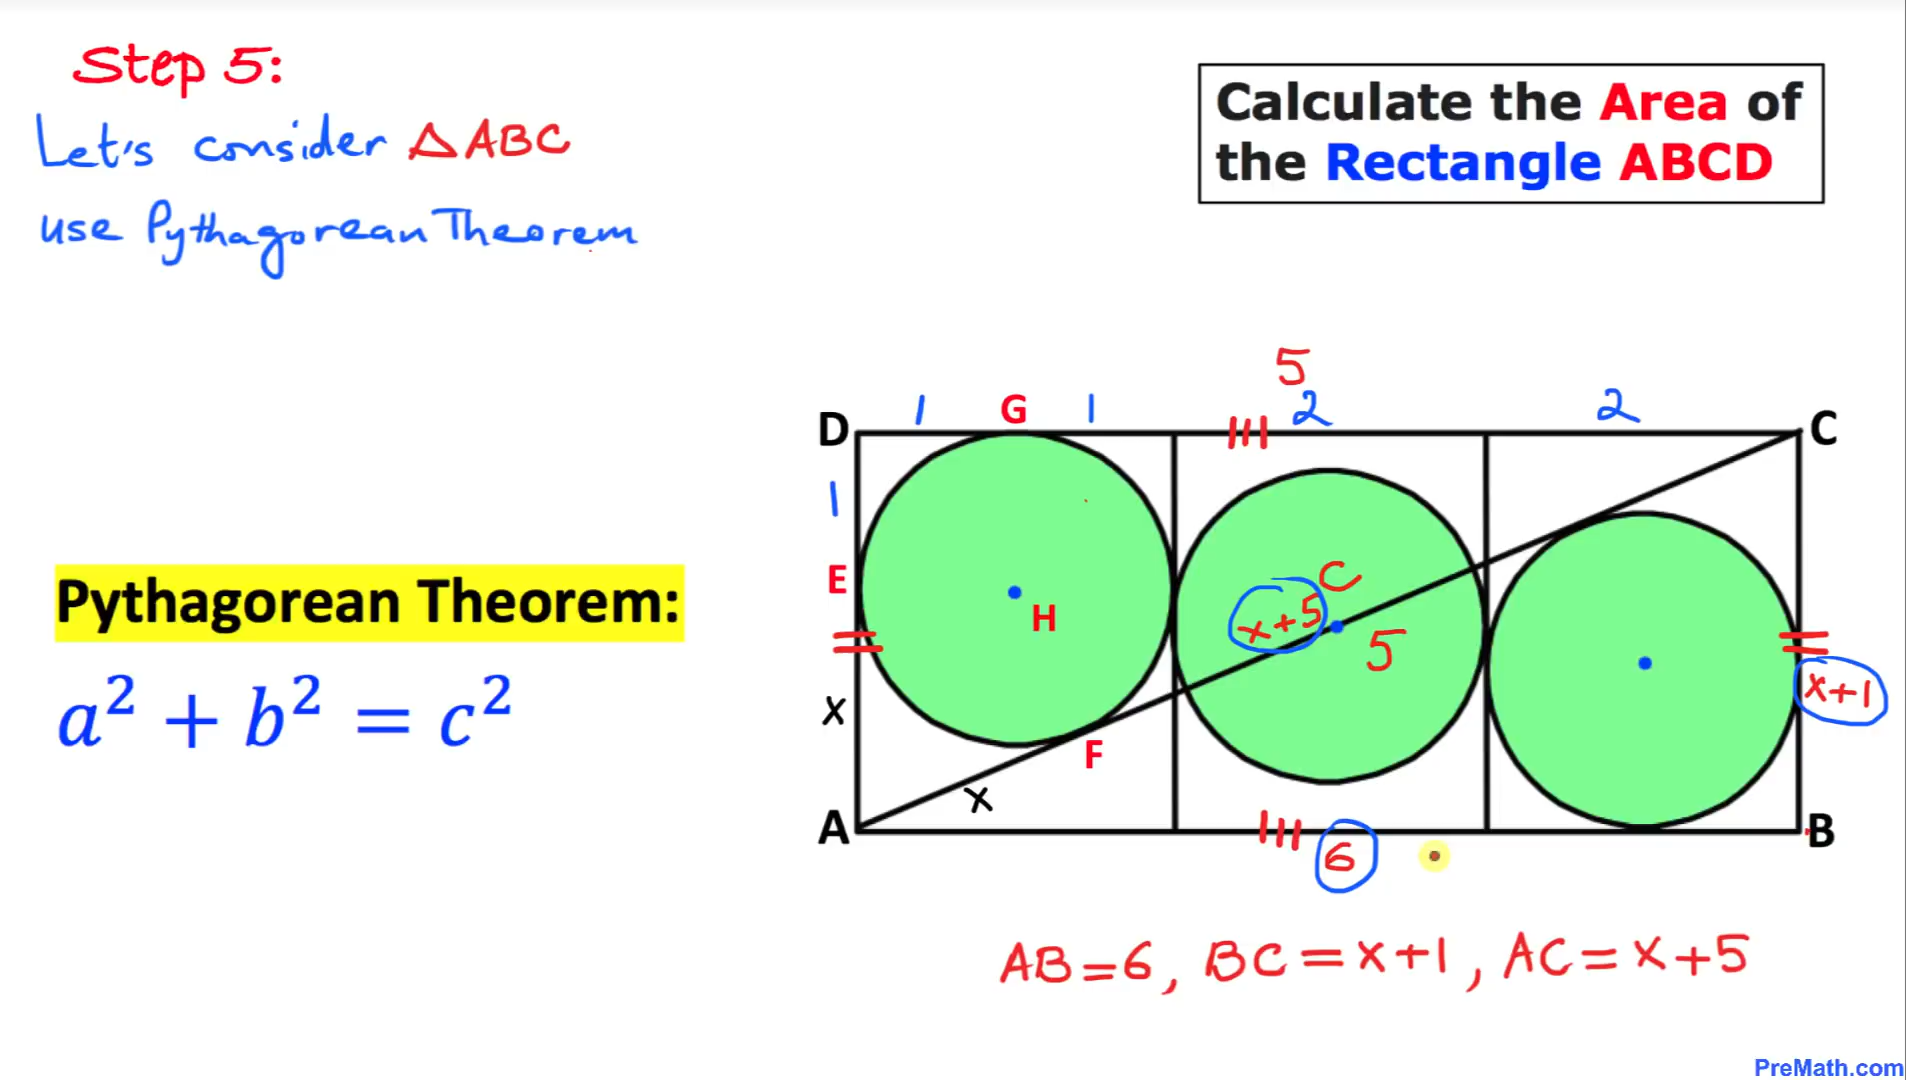 Step 5:
Let's consider △ABC
use Pythagorean Theorem
Calculate the Area of
the Rectangle ABCD
Pythagorean Theorem:
a² + b² = c²
5
D 1 G 1 2 2 C
1
E
H
x+5 C
5
x+1
x
F
x
A
B
6
AB=6, BC=x+1, AC=x+5
PreMath.com